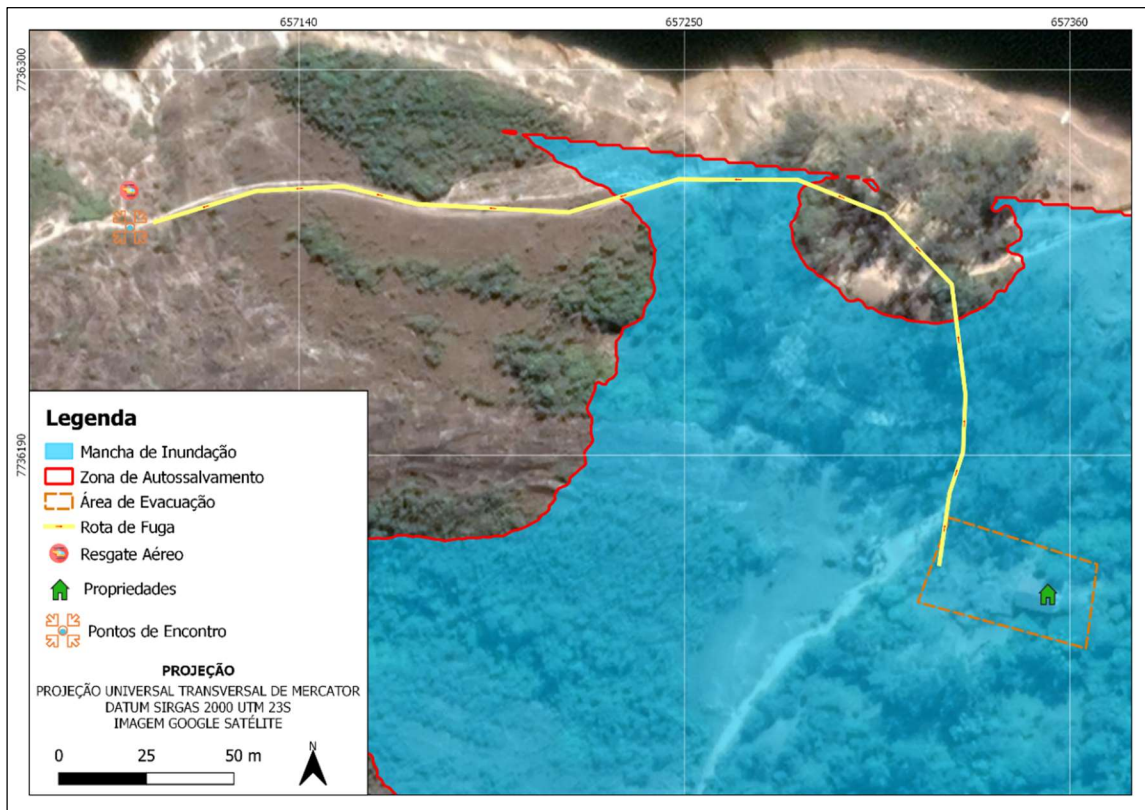 657140
657250
657360
7736300
7736190
Legenda
Mancha de Inundação
Zona de Autossalvamento
Área de Evacuação
Rota de Fuga
Resgate Aéreo
Propriedades
Pontos de Encontro
PROJEÇÃO
PROJEÇÃO UNIVERSAL TRANSVERSAL DE MERCATOR
DATUM SIRGAS 2000 UTM 23S
IMAGEM GOOGLE SATÉLITE
0 25 50 m
N